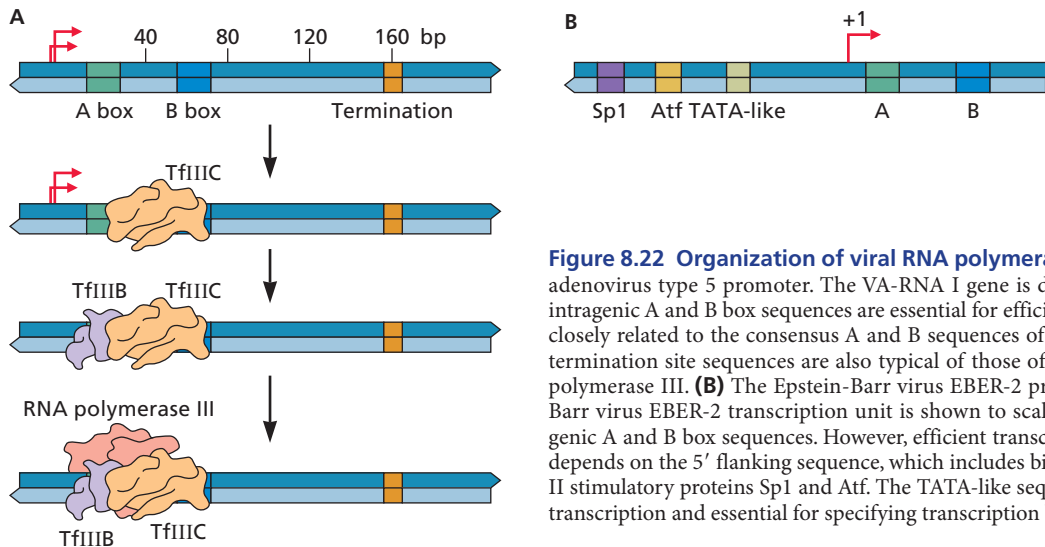 A
40 80 120 160 bp
A box B box Termination
TfIIIC
TfIIIB TfIIIC
RNA polymerase III
TfIIIB TfIIIC
B
+1
Sp1 Atf TATA-like A B
Figure 8.22 Organization of viral RNA polymera
adenovirus type 5 promoter. The VA-RNA I gene is d
intragenic A and B box sequences are essential for effici
closely related to the consensus A and B sequences of
termination site sequences are also typical of those of
polymerase III. (B) The Epstein-Barr virus EBER-2 pr
Barr virus EBER-2 transcription unit is shown to scal
genic A and B box sequences. However, efficient transc
depends on the 5′ flanking sequence, which includes bi
II stimulatory proteins Sp1 and Atf. The TATA-like seq
transcription and essential for specifying transcription